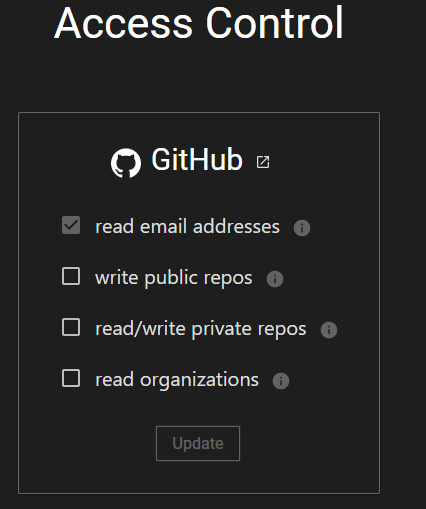 Access Control
GitHub
read email addresses
write public repos
read/write private repos
read organizations
Update